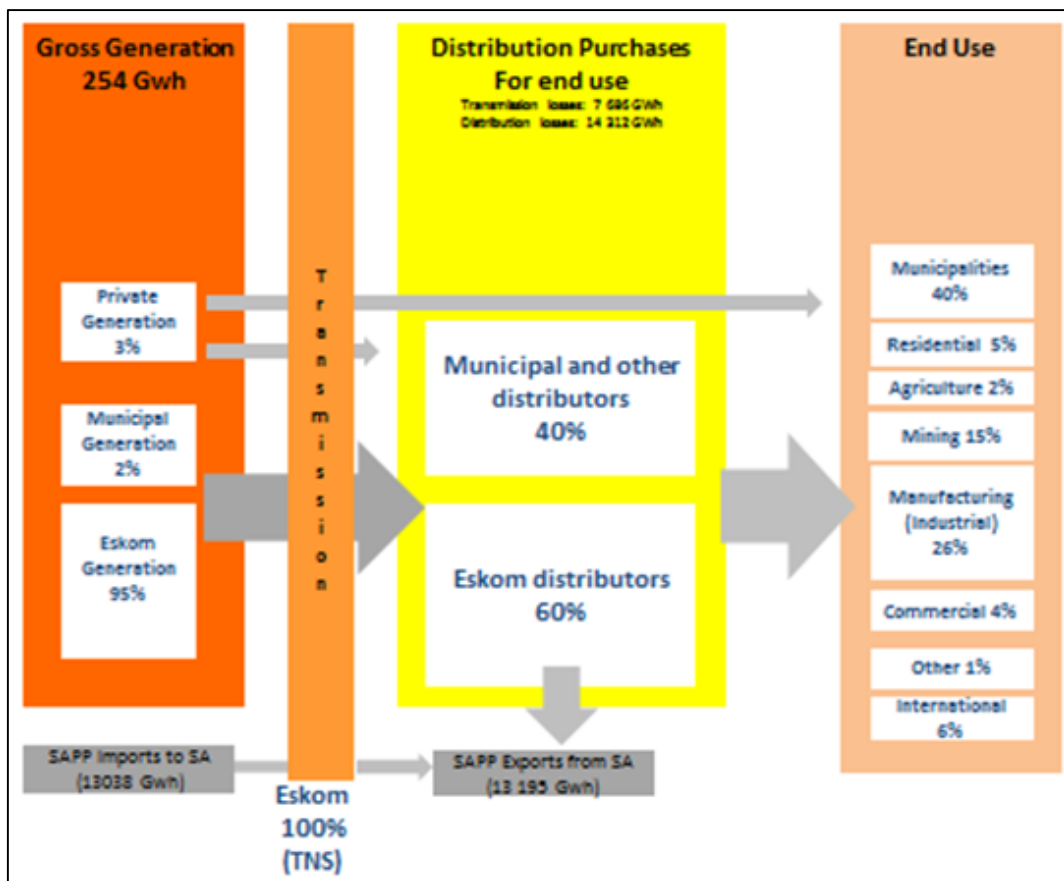 Gross Generation
254 Gwh
Private
Generation
3%
Municipal
Generation
2%
Eskom
Generation
95%
SAPP Imports to SA
(13038 Gwh)
Transmission
Eskom
100%
(TNS)
Distribution Purchases
For end use
Transmission losses: 7 686 GWh
Distribution losses: 14 312 GWh
Municipal and other
distributors
40%
Eskom distributors
60%
SAPP Exports from SA
(13 195 Gwh)
End Use
Municipalities
40%
Residential 5%
Agriculture 2%
Mining 15%
Manufacturing
(Industrial)
26%
Commercial 4%
Other 1%
International
6%